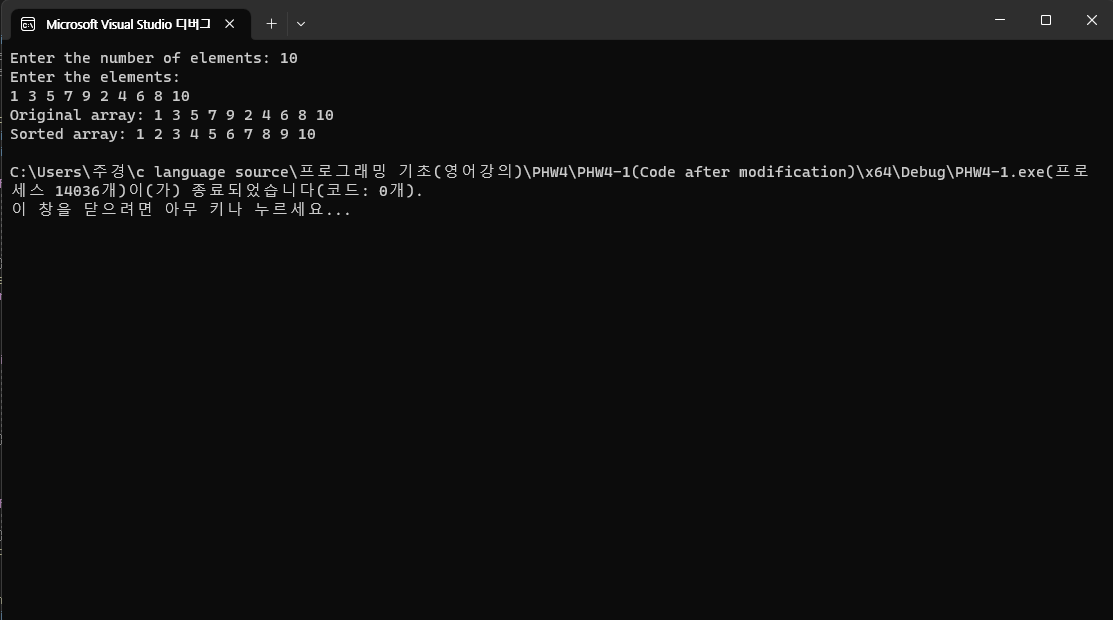 Microsoft Visual Studio 디버그
Enter the number of elements: 10
Enter the elements:
1 3 5 7 9 2 4 6 8 10
Original array: 1 3 5 7 9 2 4 6 8 10
Sorted array: 1 2 3 4 5 6 7 8 9 10
C:\Users\주경\c language source\프로그래밍 기초(영어강의)\PHW4\PHW4-1(Code after modification)\x64\Debug\PHW4-1.exe(프로
세스 14036개)이(가) 종료되었습니다(코드: 0개).
이 창을 닫으려면 아무 키나 누르세요...